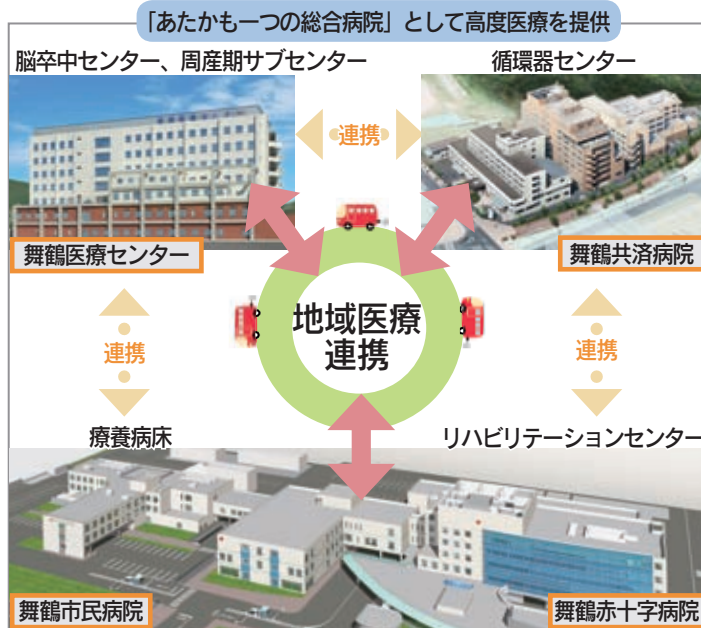 「あたかも一つの総合病院」として高度医療を提供
脳卒中センター、周産期サブセンター
循環器センター
連携
舞鶴医療センター
舞鶴共済病院
地域医療
連携
連携
連携
療養病床
リハビリテーションセンター
舞鶴市民病院
舞鶴赤十字病院